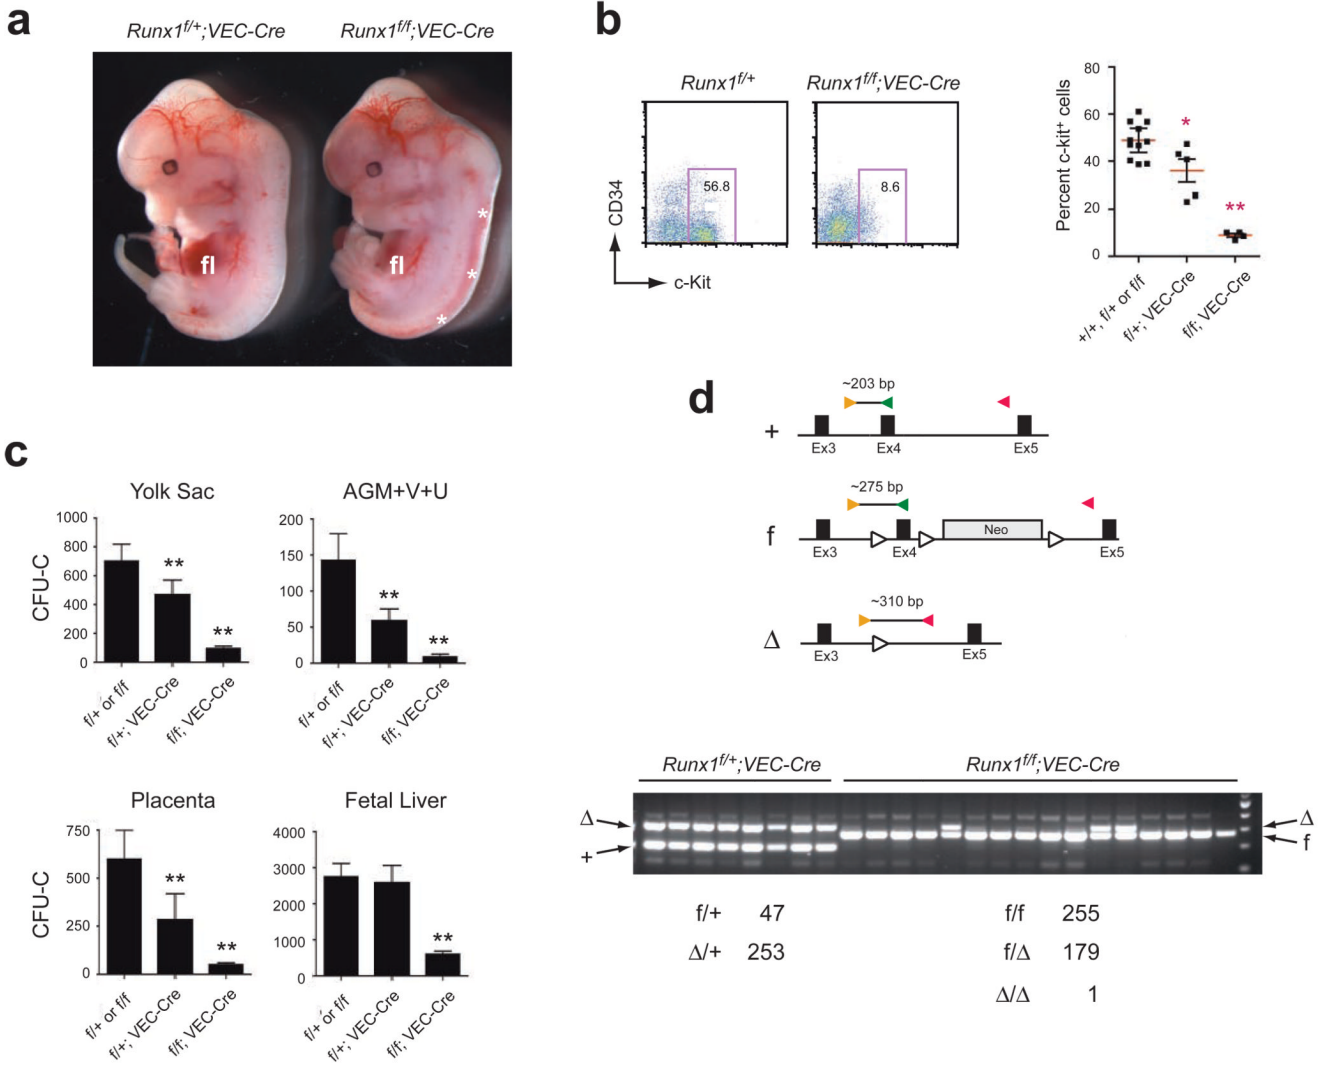 a
Runx1f/+;VEC-Cre
Runx1f/f;VEC-Cre
fl
fl
*
*
*
b
Runx1f/+
Runx1f/f;VEC-Cre
56.8
8.6
CD34
c-Kit
Percent c-kit+ cells
80
60
40
20
0
*
**
+/+, f/+ or f/f
f/+; VEC-Cre
f/f; VEC-Cre
c
Yolk Sac
CFU-C
1000
800
600
400
200
0
**
**
f/+ or f/f
f/+; VEC-Cre
f/f; VEC-Cre
AGM+V+U
200
150
100
50
0
**
**
f/+ or f/f
f/+; VEC-Cre
f/f; VEC-Cre
Placenta
CFU-C
750
500
250
0
**
**
f/+ or f/f
f/+; VEC-Cre
f/f; VEC-Cre
Fetal Liver
4000
3000
2000
1000
0
**
f/+ or f/f
f/+; VEC-Cre
f/f; VEC-Cre
d
~203 bp
+
Ex3 Ex4 Ex5
~275 bp
f
Neo
Ex3 Ex4 Ex5
~310 bp
Δ
Ex3 Ex5
Runx1f/+;VEC-Cre
Runx1f/f;VEC-Cre
Δ
+
Δ
f
f/+ 47
Δ/+ 253
f/f 255
f/Δ 179
Δ/Δ 1